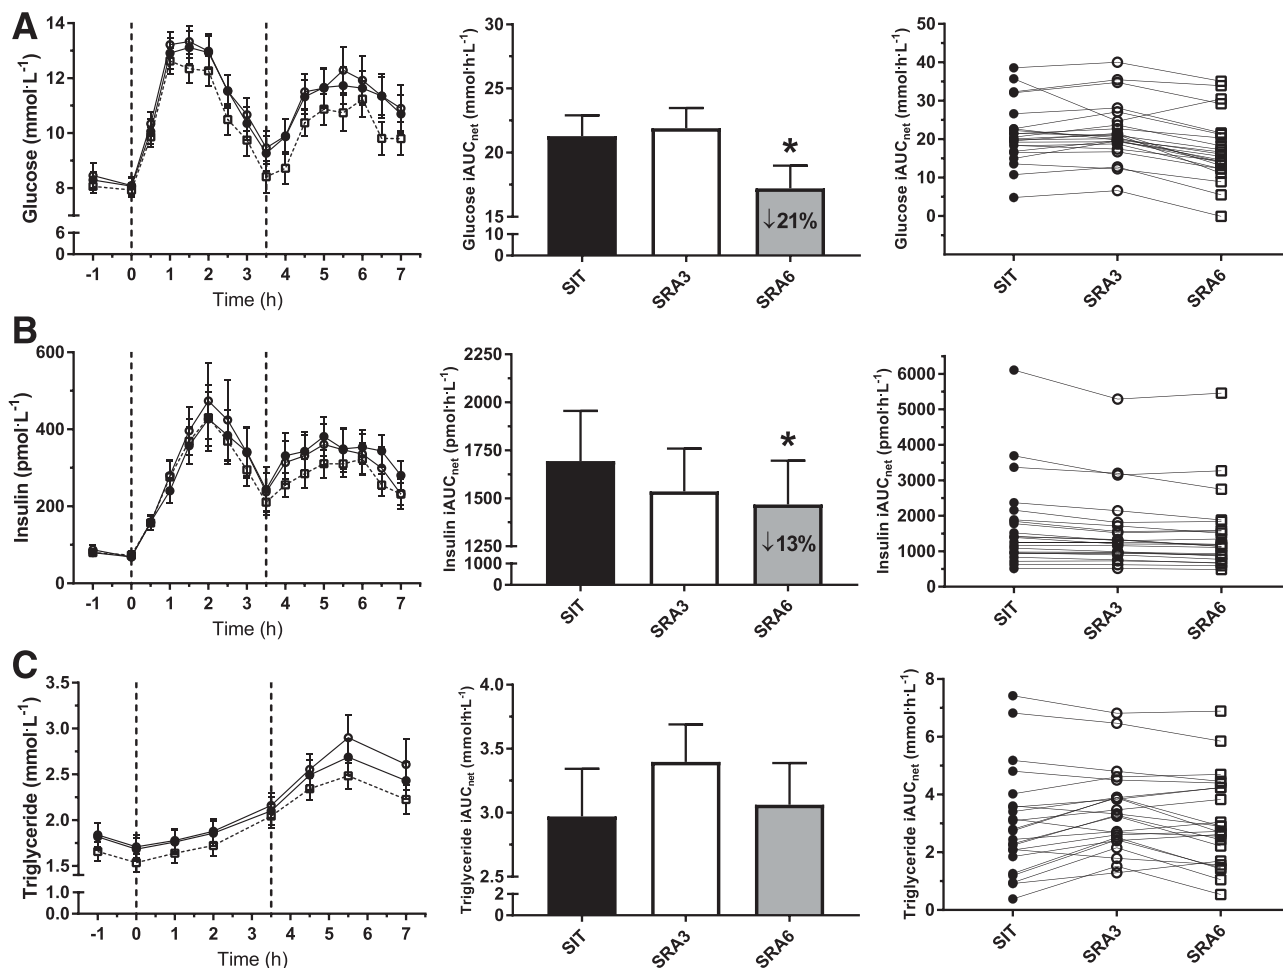 A
Glucose (mmol·L⁻¹)
14
12
10
8
6
0
-1 0 1 2 3 4 5 6 7
Time (h)
Glucose iAUCnet (mmol·h·L⁻¹)
30
25
20
15
10
0
*
↓21%
SIT SRA3 SRA6
Glucose iAUCnet (mmol·h·L⁻¹)
50
40
30
20
10
0
SIT SRA3 SRA6
B
Insulin (pmol·L⁻¹)
600
400
200
0
-1 0 1 2 3 4 5 6 7
Time (h)
Insulin iAUCnet (pmol·h·L⁻¹)
2250
2000
1750
1500
1250
1000
0
*
↓13%
SIT SRA3 SRA6
Insulin iAUCnet (pmol·h·L⁻¹)
6000
5000
4000
3000
2000
1000
0
SIT SRA3 SRA6
C
Triglyceride (mmol·L⁻¹)
3.5
3.0
2.5
2.0
1.5
1.0
0.0
-1 0 1 2 3 4 5 6 7
Time (h)
Triglyceride iAUCnet (mmol·h·L⁻¹)
4.0
3.5
3.0
2.5
2
0
SIT SRA3 SRA6
Triglyceride iAUCnet (mmol·h·L⁻¹)
8
6
4
2
0
SIT SRA3 SRA6